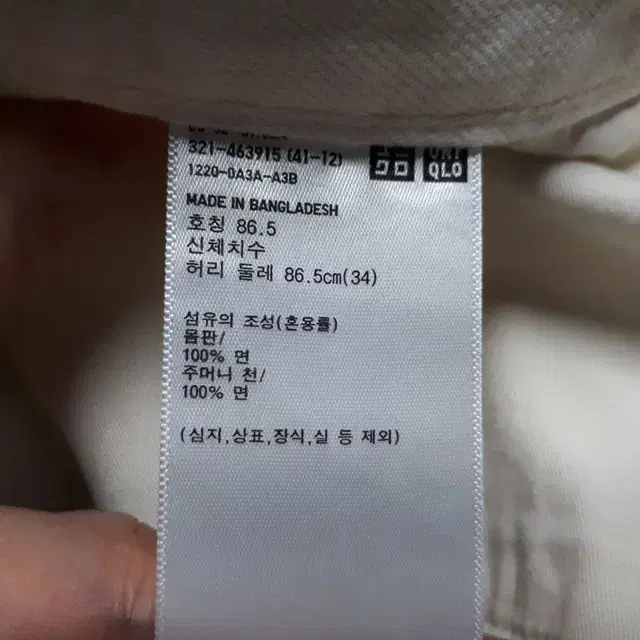 321-463915 (41-12)
1220-0A3A-A3B
UNI
QLO
MADE IN BANGLADESH
호칭 86.5
신체치수
허리 둘레 86.5cm(34)
섬유의 조성(혼용률)
몸판/
100% 면
주머니 천/
100% 면
(심지,상표,장식,실 등 제외)